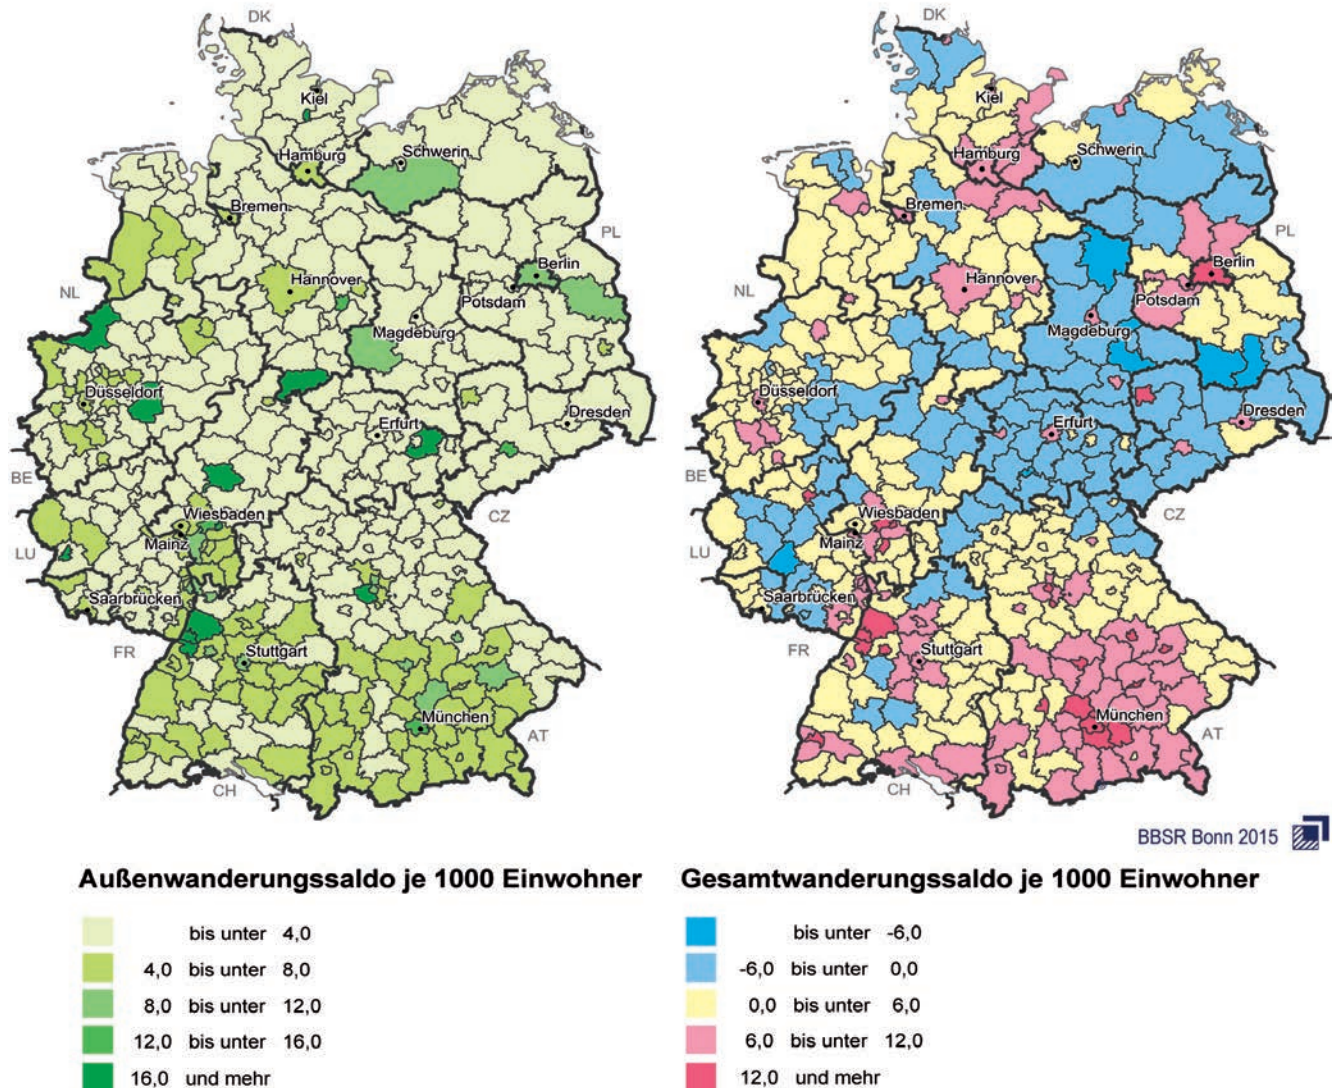 DK
Kiel
Hamburg
Schwerin
Bremen
PL
Berlin
Hannover
NL
Potsdam
Magdeburg
Düsseldorf
Dresden
Erfurt
BE
Wiesbaden
CZ
LU
Mainz
Saarbrücken
FR
Stuttgart
München
AT
CH
DK
Kiel
Hamburg
Schwerin
Bremen
PL
Berlin
Hannover
NL
Potsdam
Magdeburg
Düsseldorf
Dresden
Erfurt
BE
Wiesbaden
CZ
LU
Mainz
Saarbrücken
FR
Stuttgart
München
AT
CH
BBSR Bonn 2015
Außenwanderungssaldo je 1000 Einwohner
bis unter 4,0
4,0 bis unter 8,0
8,0 bis unter 12,0
12,0 bis unter 16,0
16,0 und mehr
Gesamtwanderungssaldo je 1000 Einwohner
bis unter -6,0
-6,0 bis unter 0,0
0,0 bis unter 6,0
6,0 bis unter 12,0
12,0 und mehr